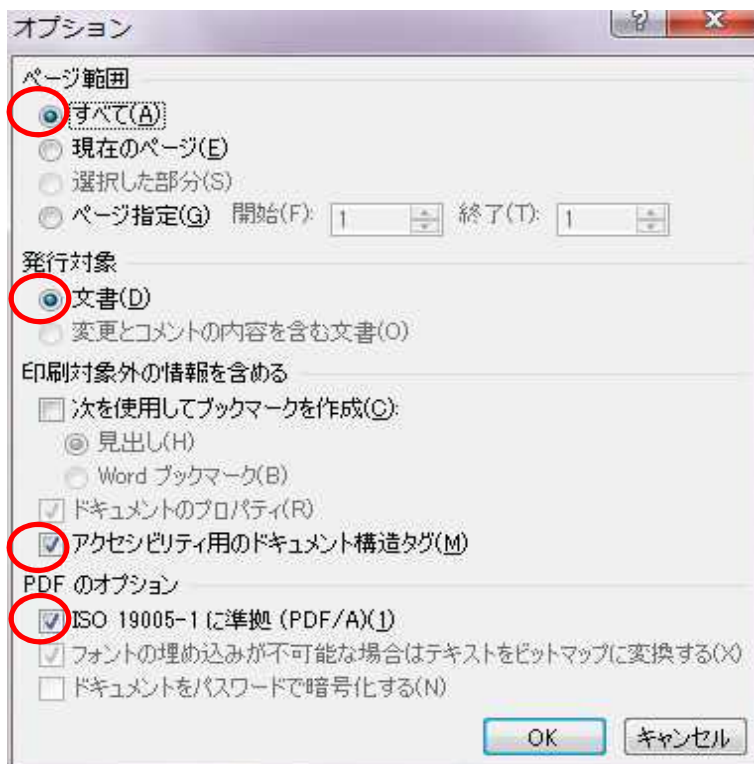 オプション
ページ範囲
すべて(A)
現在のページ(E)
選択した部分(S)
ページ指定(G) 開始(F): 1 終了(T): 1
発行対象
文書(D)
変更とコメントの内容を含む文書(O)
印刷対象外の情報を含める
次を使用してブックマークを作成(C):
見出し(H)
Word ブックマーク(B)
ドキュメントのプロパティ(R)
アクセシビリティ用のドキュメント構造タグ(M)
PDF のオプション
ISO 19005-1 に準拠 (PDF/A)(1)
フォントの埋め込みが不可能な場合はテキストをビットマップに変換する(X)
ドキュメントをパスワードで暗号化する(N)
OK キャンセル